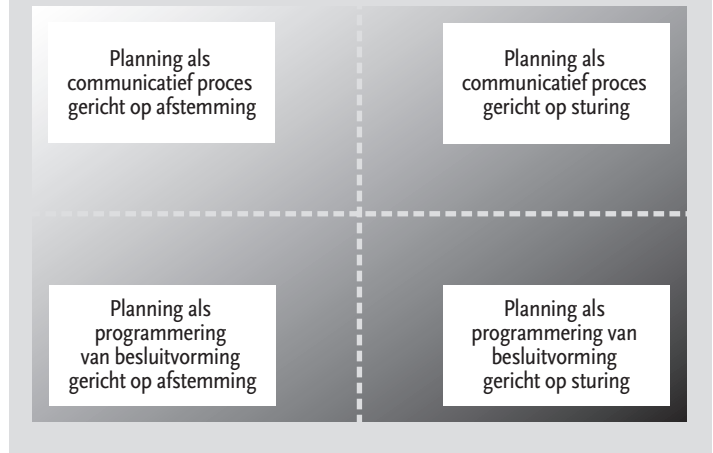 Planning als
communicatief proces
gericht op afstemming
Planning als
communicatief proces
gericht op sturing
Planning als
programmering
van besluitvorming
gericht op afstemming
Planning als
programmering van
besluitvorming
gericht op sturing